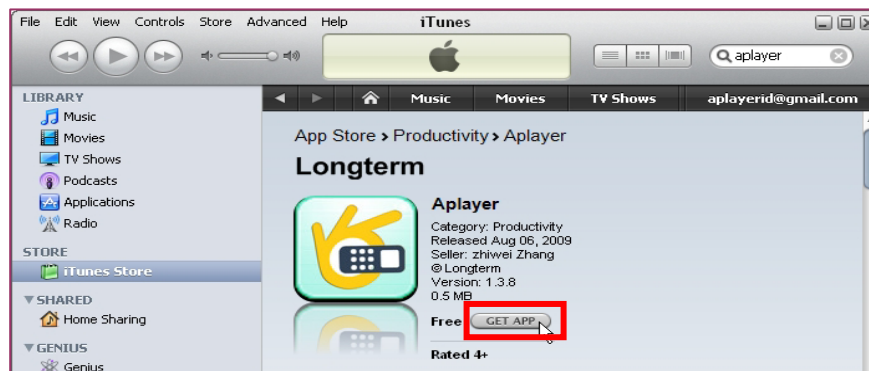 File Edit View Controls Store Advanced Help iTunes
aplayer
LIBRARY
Music
Movies
TV Shows
Podcasts
Applications
Radio
STORE
iTunes Store
SHARED
Home Sharing
GENIUS
Genius
Music Movies TV Shows aplayerid@gmail.com
App Store > Productivity > Aplayer
Longterm
Aplayer
Category: Productivity
Released Aug 06, 2009
Seller: zhiwei Zhang
© Longterm
Version: 1.3.8
0.5 MB
Free GET APP
Rated 4+